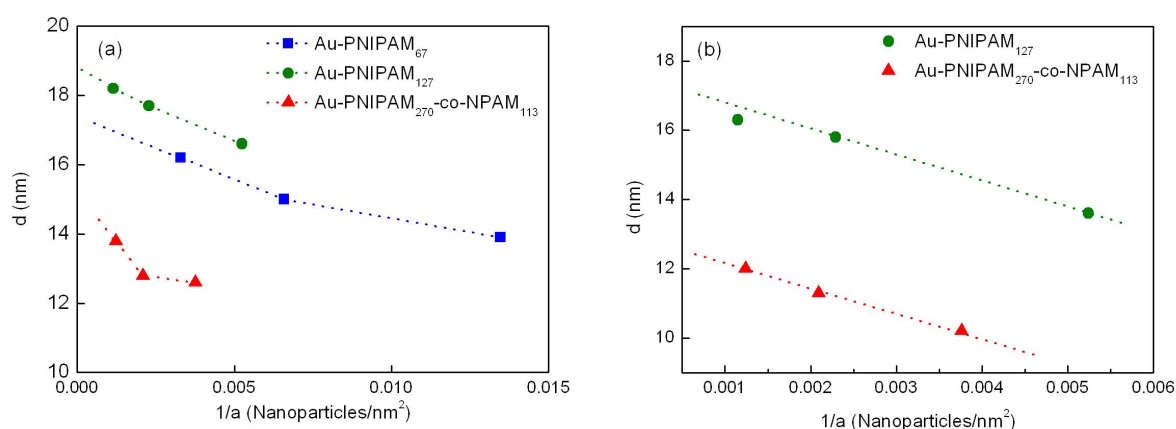 (a)
Au-PNIPAM67
Au-PNIPAM127
Au-PNIPAM270-co-NPAM113
20
18
16
14
12
10
d (nm)
0.000 0.005 0.010 0.015
1/a (Nanoparticles/nm²)
(b)
Au-PNIPAM127
Au-PNIPAM270-co-NPAM113
18
16
14
12
10
d (nm)
0.001 0.002 0.003 0.004 0.005 0.006
1/a (Nanoparticles/nm²)